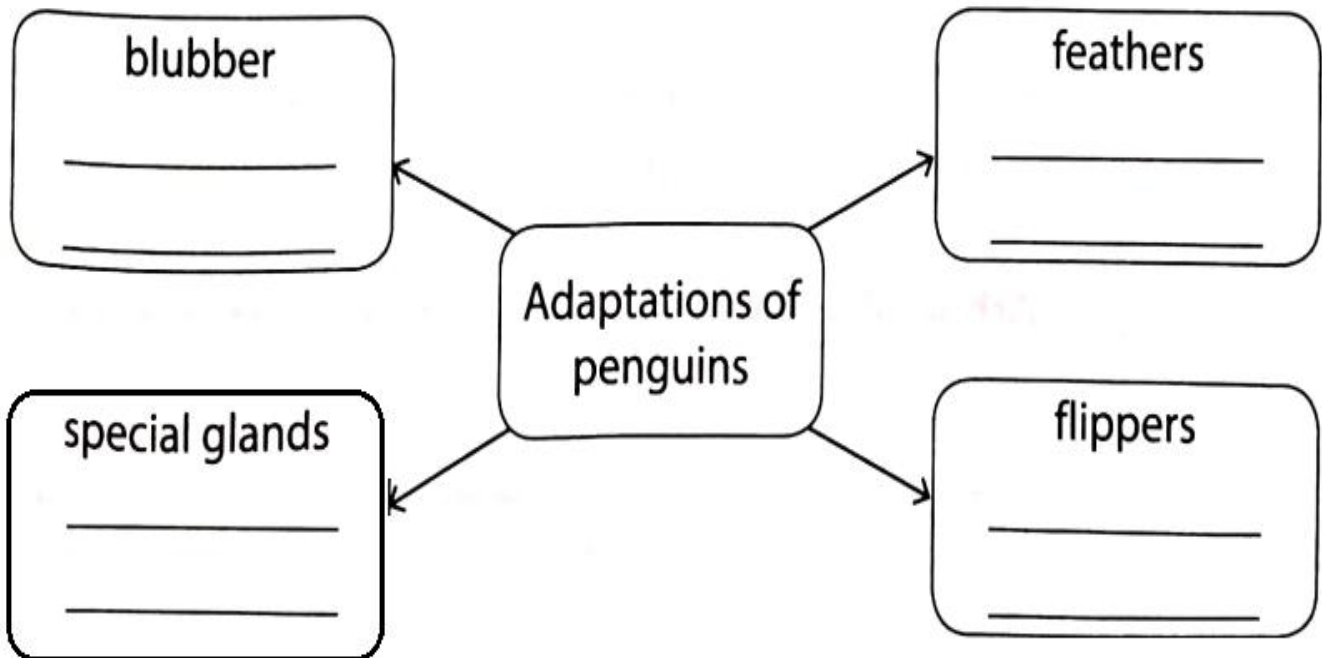 blubber
feathers
Adaptations of
penguins
special glands
flippers